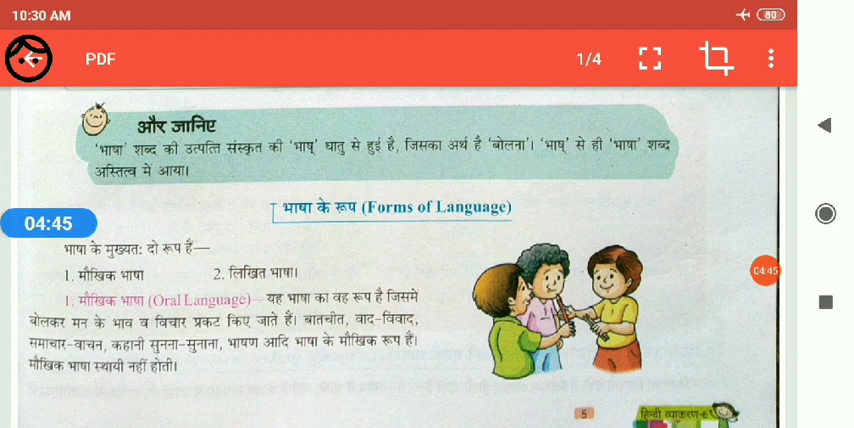 10:30 AM
80
PDF
1/4
और जानिए
'भाषा' शब्द की उत्पत्ति संस्कृत की 'भाष्' धातु से हुई है, जिसका अर्थ है 'बोलना'। 'भाष्' से ही 'भाषा' शब्द
अस्तित्व में आया।
भाषा के रूप (Forms of Language)
04:45
भाषा के मुख्यतः दो रूप हैं—
1. मौखिक भाषा 2. लिखित भाषा।
04:45
1. मौखिक भाषा (Oral Language)—यह भाषा का वह रूप है जिसमें
बोलकर मन के भाव व विचार प्रकट किए जाते हैं। बातचीत, वाद-विवाद,
समाचार-वाचन, कहानी सुनना-सुनाना, भाषण आदि भाषा के मौखिक रूप हैं।
मौखिक भाषा स्थायी नहीं होती।
5
हिन्दी व्याकरण-6